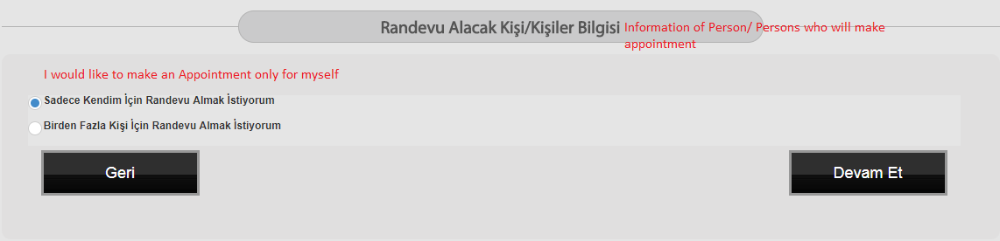 Randevu Alacak Kişi/Kişiler Bilgisi Information of Person/ Persons who will make
appointment
I would like to make an Appointment only for myself
Sadece Kendim İçin Randevu Almak İstiyorum
Birden Fazla Kişi İçin Randevu Almak İstiyorum
Geri
Devam Et